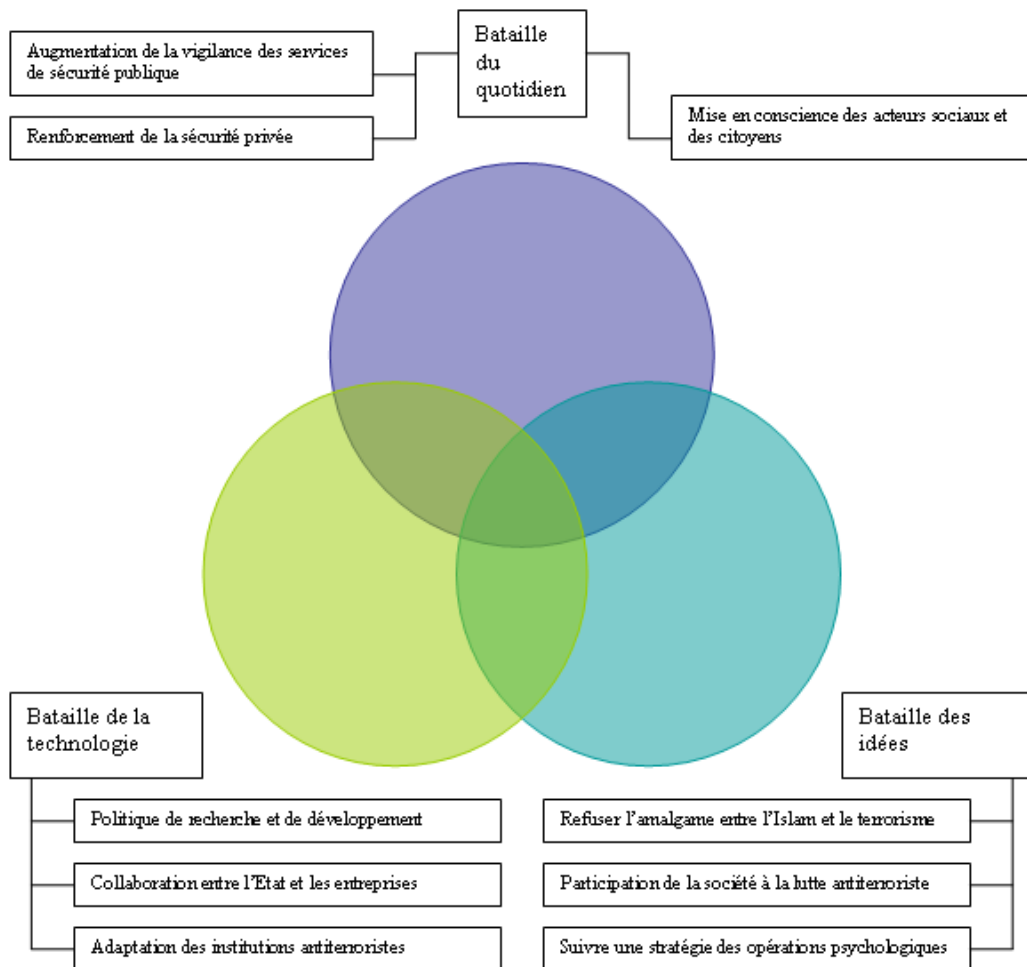 Bataille
du
quotidien
Augmentation de la vigilance des services
de sécurité publique
Renforcement de la sécurité privée
Mise en conscience des acteurs sociaux et
des citoyens
Bataille de la
technologie
Politique de recherche et de développement
Collaboration entre l'Etat et les entreprises
Adaptation des institutions antiterroristes
Bataille des
idées
Refuser l'amalgame entre l'Islam et le terrorisme
Participation de la société à la lutte antiterroriste
Suivre une stratégie des opérations psychologiques